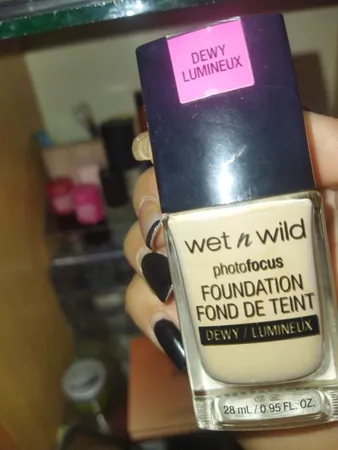 DEWY
LUMINEUX
wet n wild
photofocus
FOUNDATION
FOND DE TEINT
DEWY / LUMINEUX
28 mL / 0.95 FL. OZ.